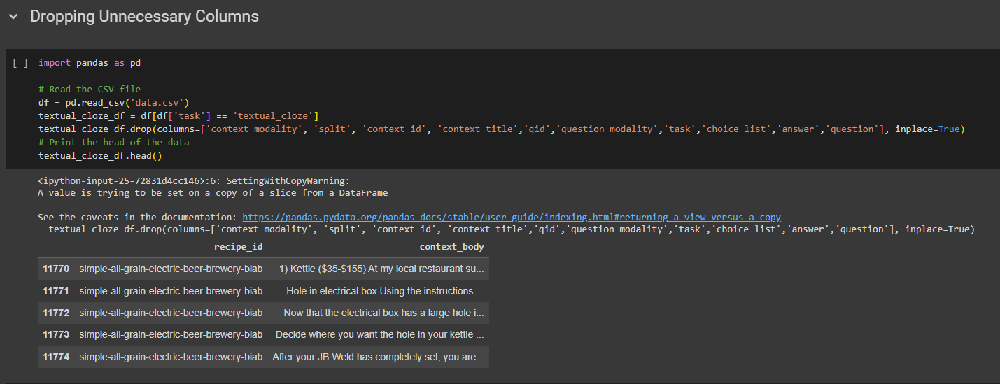 Dropping Unnecessary Columns
[ ] import pandas as pd
# Read the CSV file
df = pd.read_csv('data.csv')
textual_cloze_df = df[df['task'] == 'textual_cloze']
textual_cloze_df.drop(columns=['context_modality', 'split', 'context_id', 'context_title','qid','question_modality','task','choice_list','answer','question'], inplace=True)
# Print the head of the data
textual_cloze_df.head()
<ipython-input-25-72831d4cc146>:6: SettingWithCopyWarning:
A value is trying to be set on a copy of a slice from a DataFrame
See the caveats in the documentation: https://pandas.pydata.org/pandas-docs/stable/user_guide/indexing.html#returning-a-view-versus-a-copy
textual_cloze_df.drop(columns=['context_modality', 'split', 'context_id', 'context_title','qid','question_modality','task','choice_list','answer','question'], inplace=True)
recipe_id context_body
11770 simple-all-grain-electric-beer-brewery-biab 1) Kettle ($35-$155) At my local restaurant su...
11771 simple-all-grain-electric-beer-brewery-biab Hole in electrical box Using the instructions ...
11772 simple-all-grain-electric-beer-brewery-biab Now that the electrical box has a large hole i...
11773 simple-all-grain-electric-beer-brewery-biab Decide where you want the hole in your kettle ...
11774 simple-all-grain-electric-beer-brewery-biab After your JB Weld has completely set, you are...